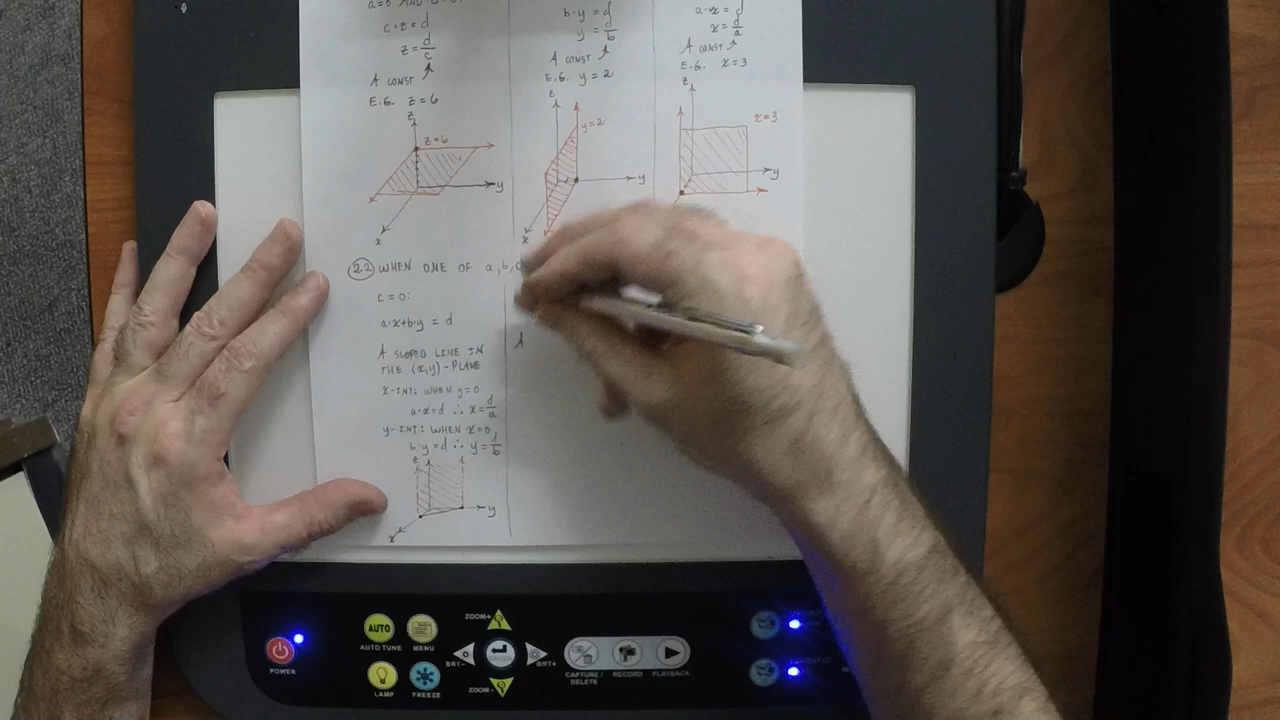 c·z=d
z=d/c
A CONST
E.G. z=6
z
z=6
y
x
b·y=d
y=d/b
A CONST
E.G. y=2
z
y=2
y
x
a·x=d
x=d/a
A CONST
E.G. x=3
z
x=3
y
2.2 WHEN ONE OF a,b,
c=0:
a·x+b·y = d
A SLOPED LINE IN
THE (x,y)-PLANE
x-INT: WHEN y=0
a·x=d ∴ x=d/a
y-INT: WHEN x=0
b·y=d ∴ y=d/b
z
y
x
A
POWER
AUTO
AUTO TUNE
MENU
LAMP
FREEZE
ZOOM+
BRT-
BRT+
ZOOM-
CAPTURE/
DELETE
RECORD
PLAYBACK